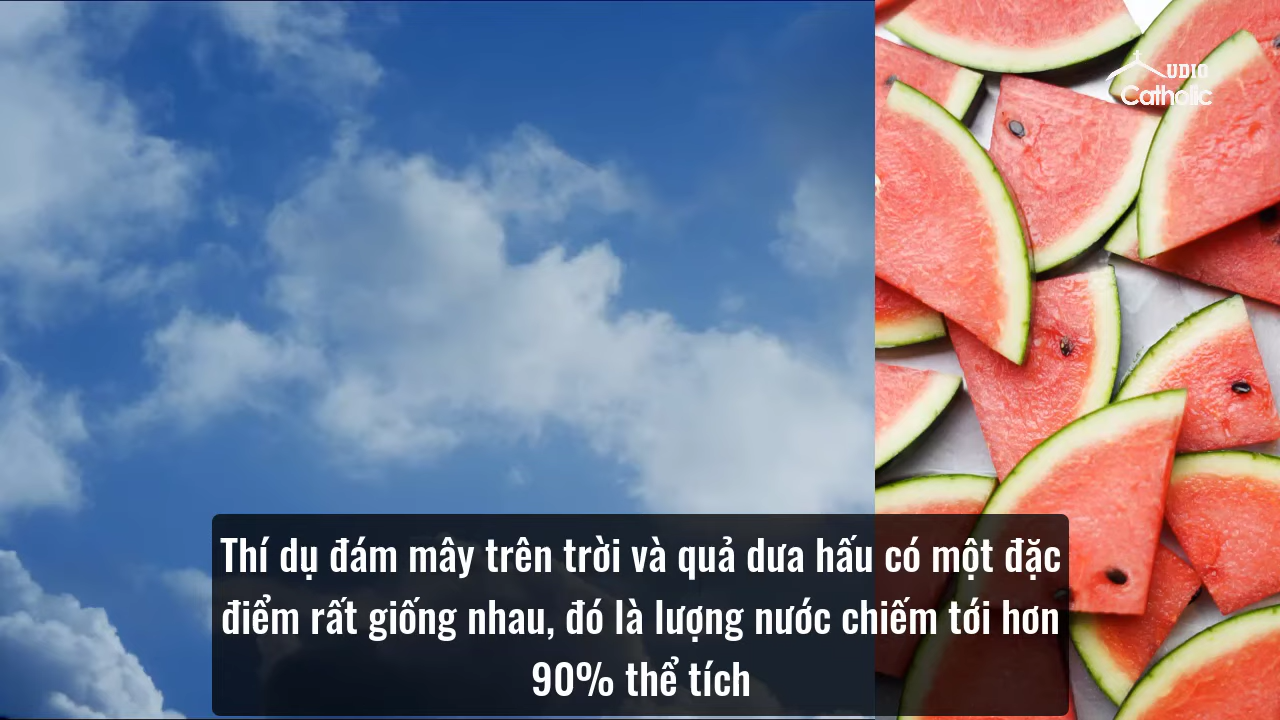 UDIO
Catholic
Thí dụ đám mây trên trời và quả dưa hấu có một đặc
điểm rất giống nhau, đó là lượng nước chiếm tới hơn
90% thể tích